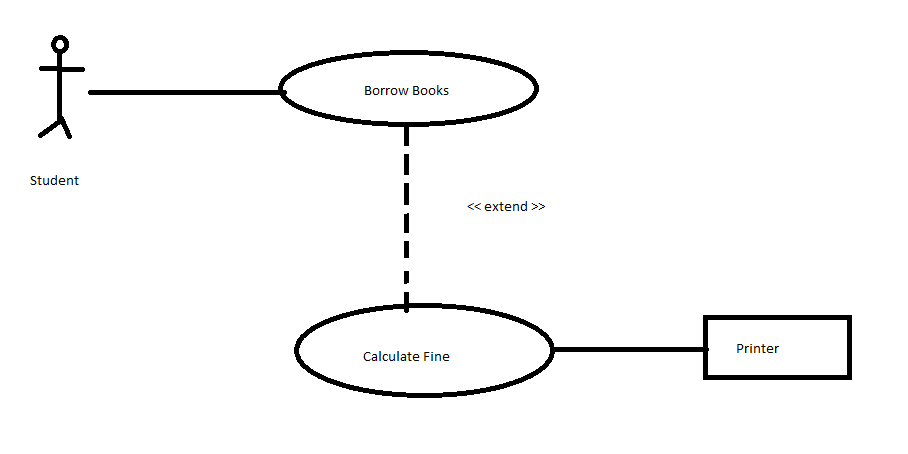 Borrow Books
Student
<< extend >>
Calculate Fine
Printer